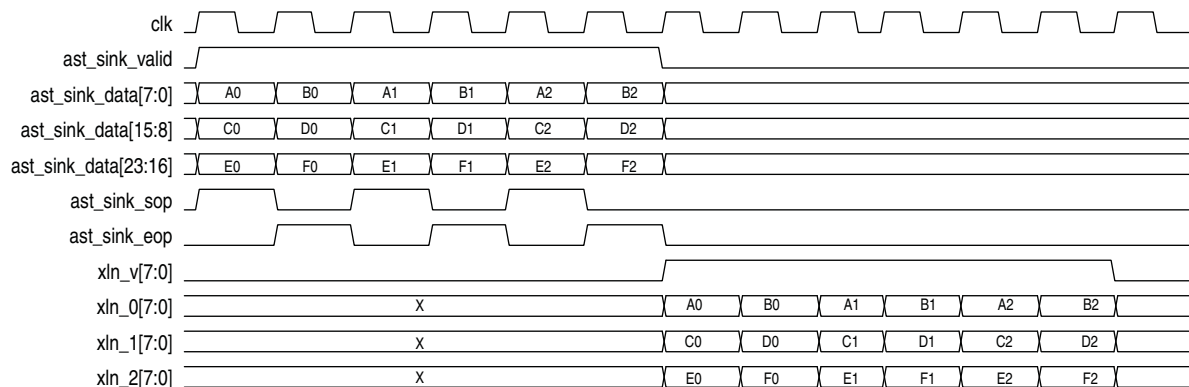 clk
ast_sink_valid
ast_sink_data[7:0] A0 B0 A1 B1 A2 B2
ast_sink_data[15:8] C0 D0 C1 D1 C2 D2
ast_sink_data[23:16] E0 F0 E1 F1 E2 F2
ast_sink_sop
ast_sink_eop
xln_v[7:0]
xln_0[7:0] X A0 B0 A1 B1 A2 B2
xln_1[7:0] X C0 D0 C1 D1 C2 D2
xln_2[7:0] X E0 F0 E1 F1 E2 F2